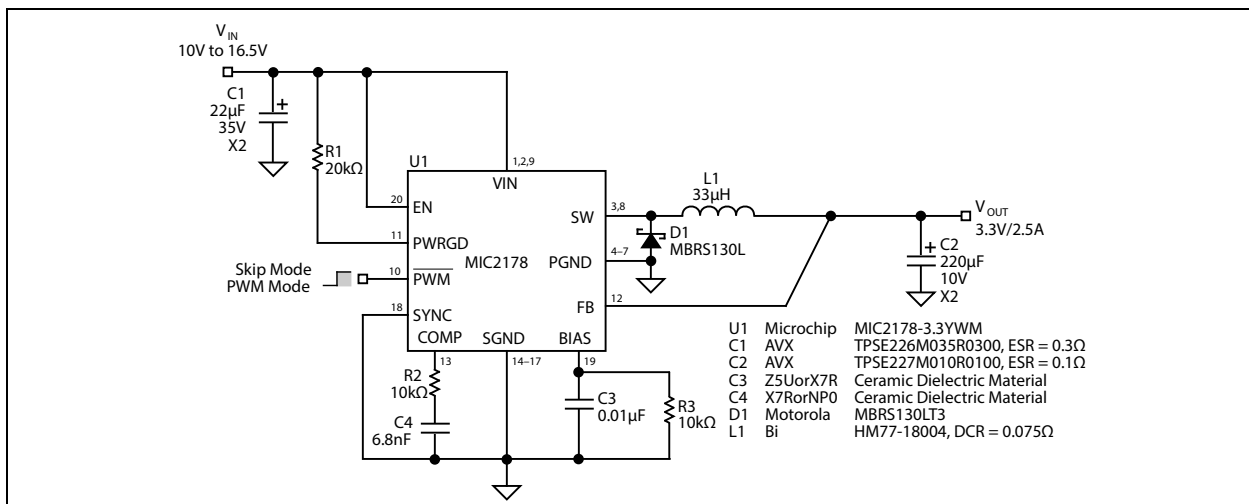 V_IN
10V to 16.5V
C1
22µF
35V
X2
+
R1
20kΩ
U1
1,2,9
VIN
20
EN
11
PWRGD
10
P̅W̅M̅
MIC2178
Skip Mode
PWM Mode
18
SYNC
COMP
13
SGND
14–17
BIAS
19
SW
3,8
PGND
4–7
FB
12
L1
33µH
D1
MBRS130L
V_OUT
3.3V/2.5A
+
C2
220µF
10V
X2
R2
10kΩ
C4
6.8nF
C3
0.01µF
R3
10kΩ
U1 Microchip MIC2178-3.3YWM
C1 AVX TPSE226M035R0300, ESR = 0.3Ω
C2 AVX TPSE227M010R0100, ESR = 0.1Ω
C3 Z5UorX7R Ceramic Dielectric Material
C4 X7RorNP0 Ceramic Dielectric Material
D1 Motorola MBRS130LT3
L1 Bi HM77-18004, DCR = 0.075Ω